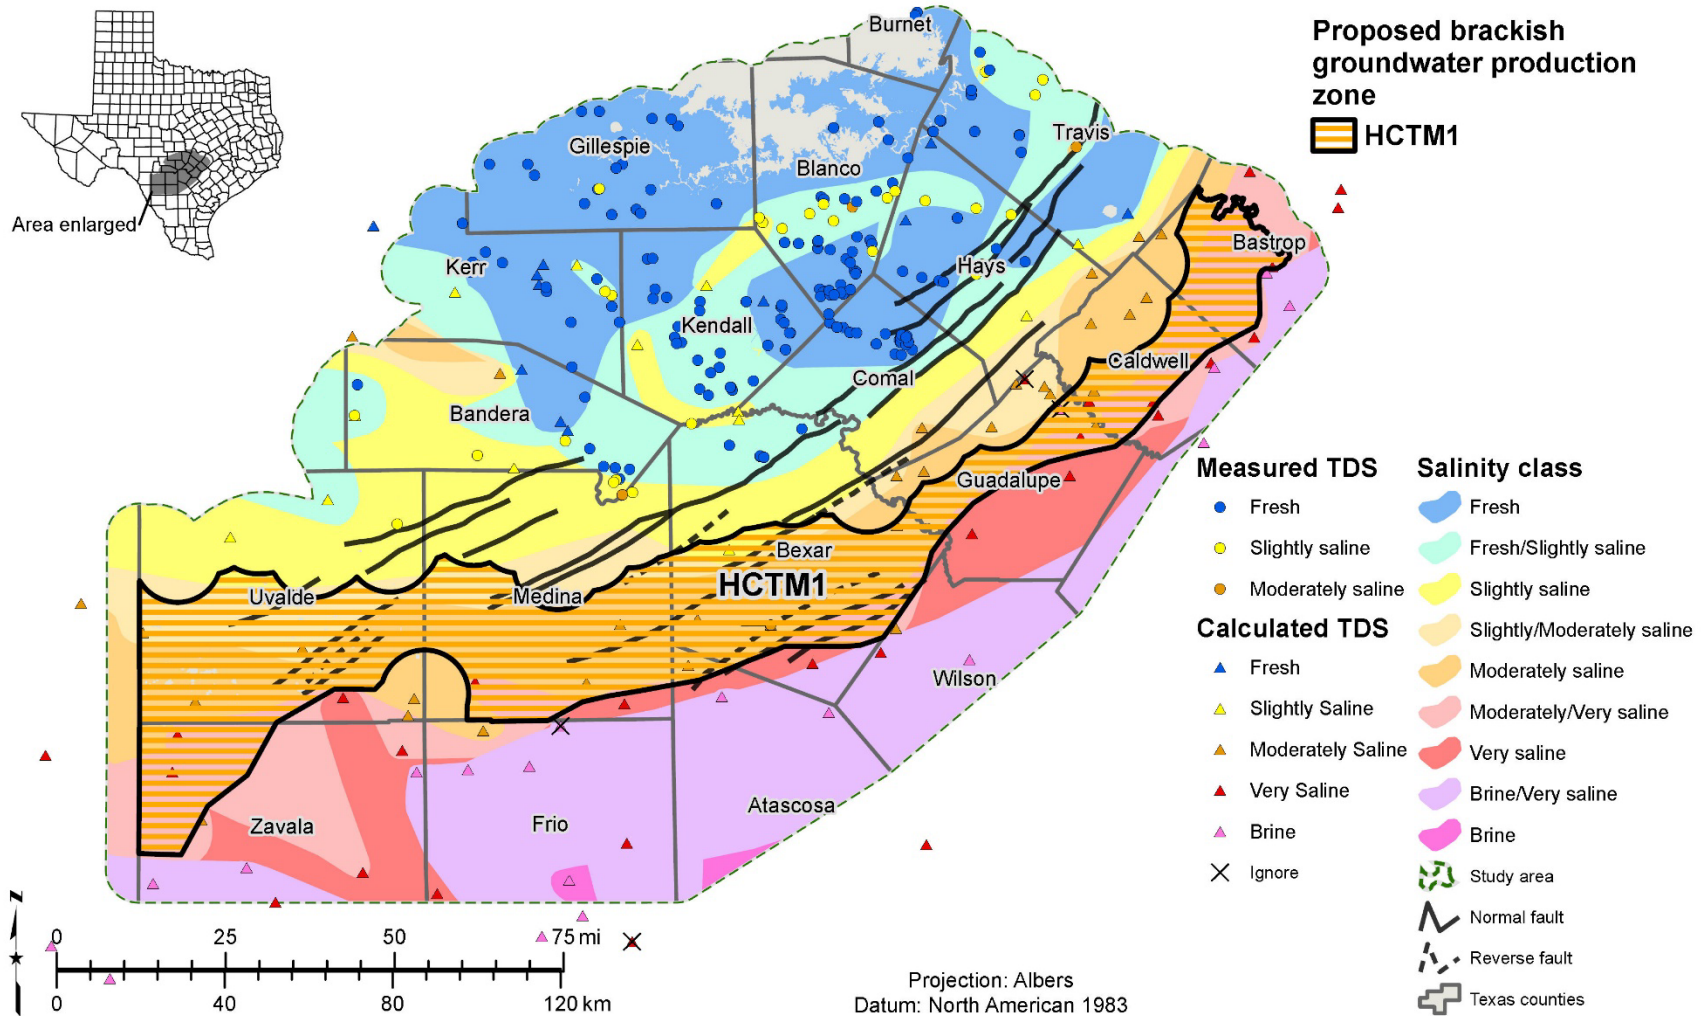 Area enlarged
Proposed brackish
groundwater production
zone
HCTM1
Burnet
Travis
Gillespie
Blanco
Bastrop
Kerr
Hays
Kendall
Caldwell
Comal
Bandera
Guadalupe
Bexar
HCTM1
Uvalde
Medina
Wilson
Atascosa
Zavala
Frio
Measured TDS
Fresh
Slightly saline
Moderately saline
Calculated TDS
Fresh
Slightly Saline
Moderately Saline
Very Saline
Brine
Ignore
Salinity class
Fresh
Fresh/Slightly saline
Slightly saline
Slightly/Moderately saline
Moderately saline
Moderately/Very saline
Very saline
Brine/Very saline
Brine
Study area
Normal fault
Reverse fault
Texas counties
N
0 25 50 75 mi
0 40 80 120 km
Projection: Albers
Datum: North American 1983